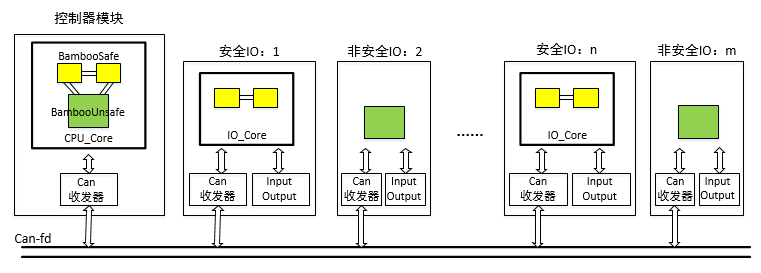 控制器模块
BambooSafe
BambooUnsafe
CPU_Core
Can
收发器
安全IO：1
IO_Core
Can
收发器
Input
Output
非安全IO：2
Can
收发器
Input
Output
......
安全IO：n
IO_Core
Can
收发器
Input
Output
非安全IO：m
Can
收发器
Input
Output
Can-fd